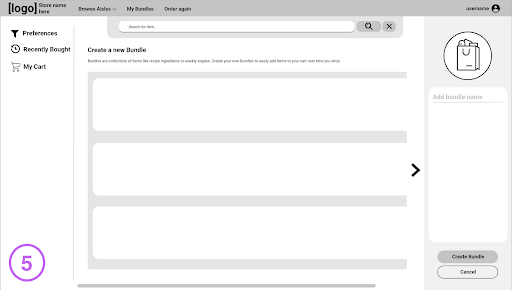 [logo]
Store name
here
Browse Aisles
My Bundles
Order again
username
Search for item...
Preferences
Recently Bought
My Cart
Create a new Bundle
Bundles are collections of items like recipe ingredients or weekly staples. Create your own Bundles to easily add items to your cart next time you shop.
Add bundle name
Create Bundle
Cancel
5